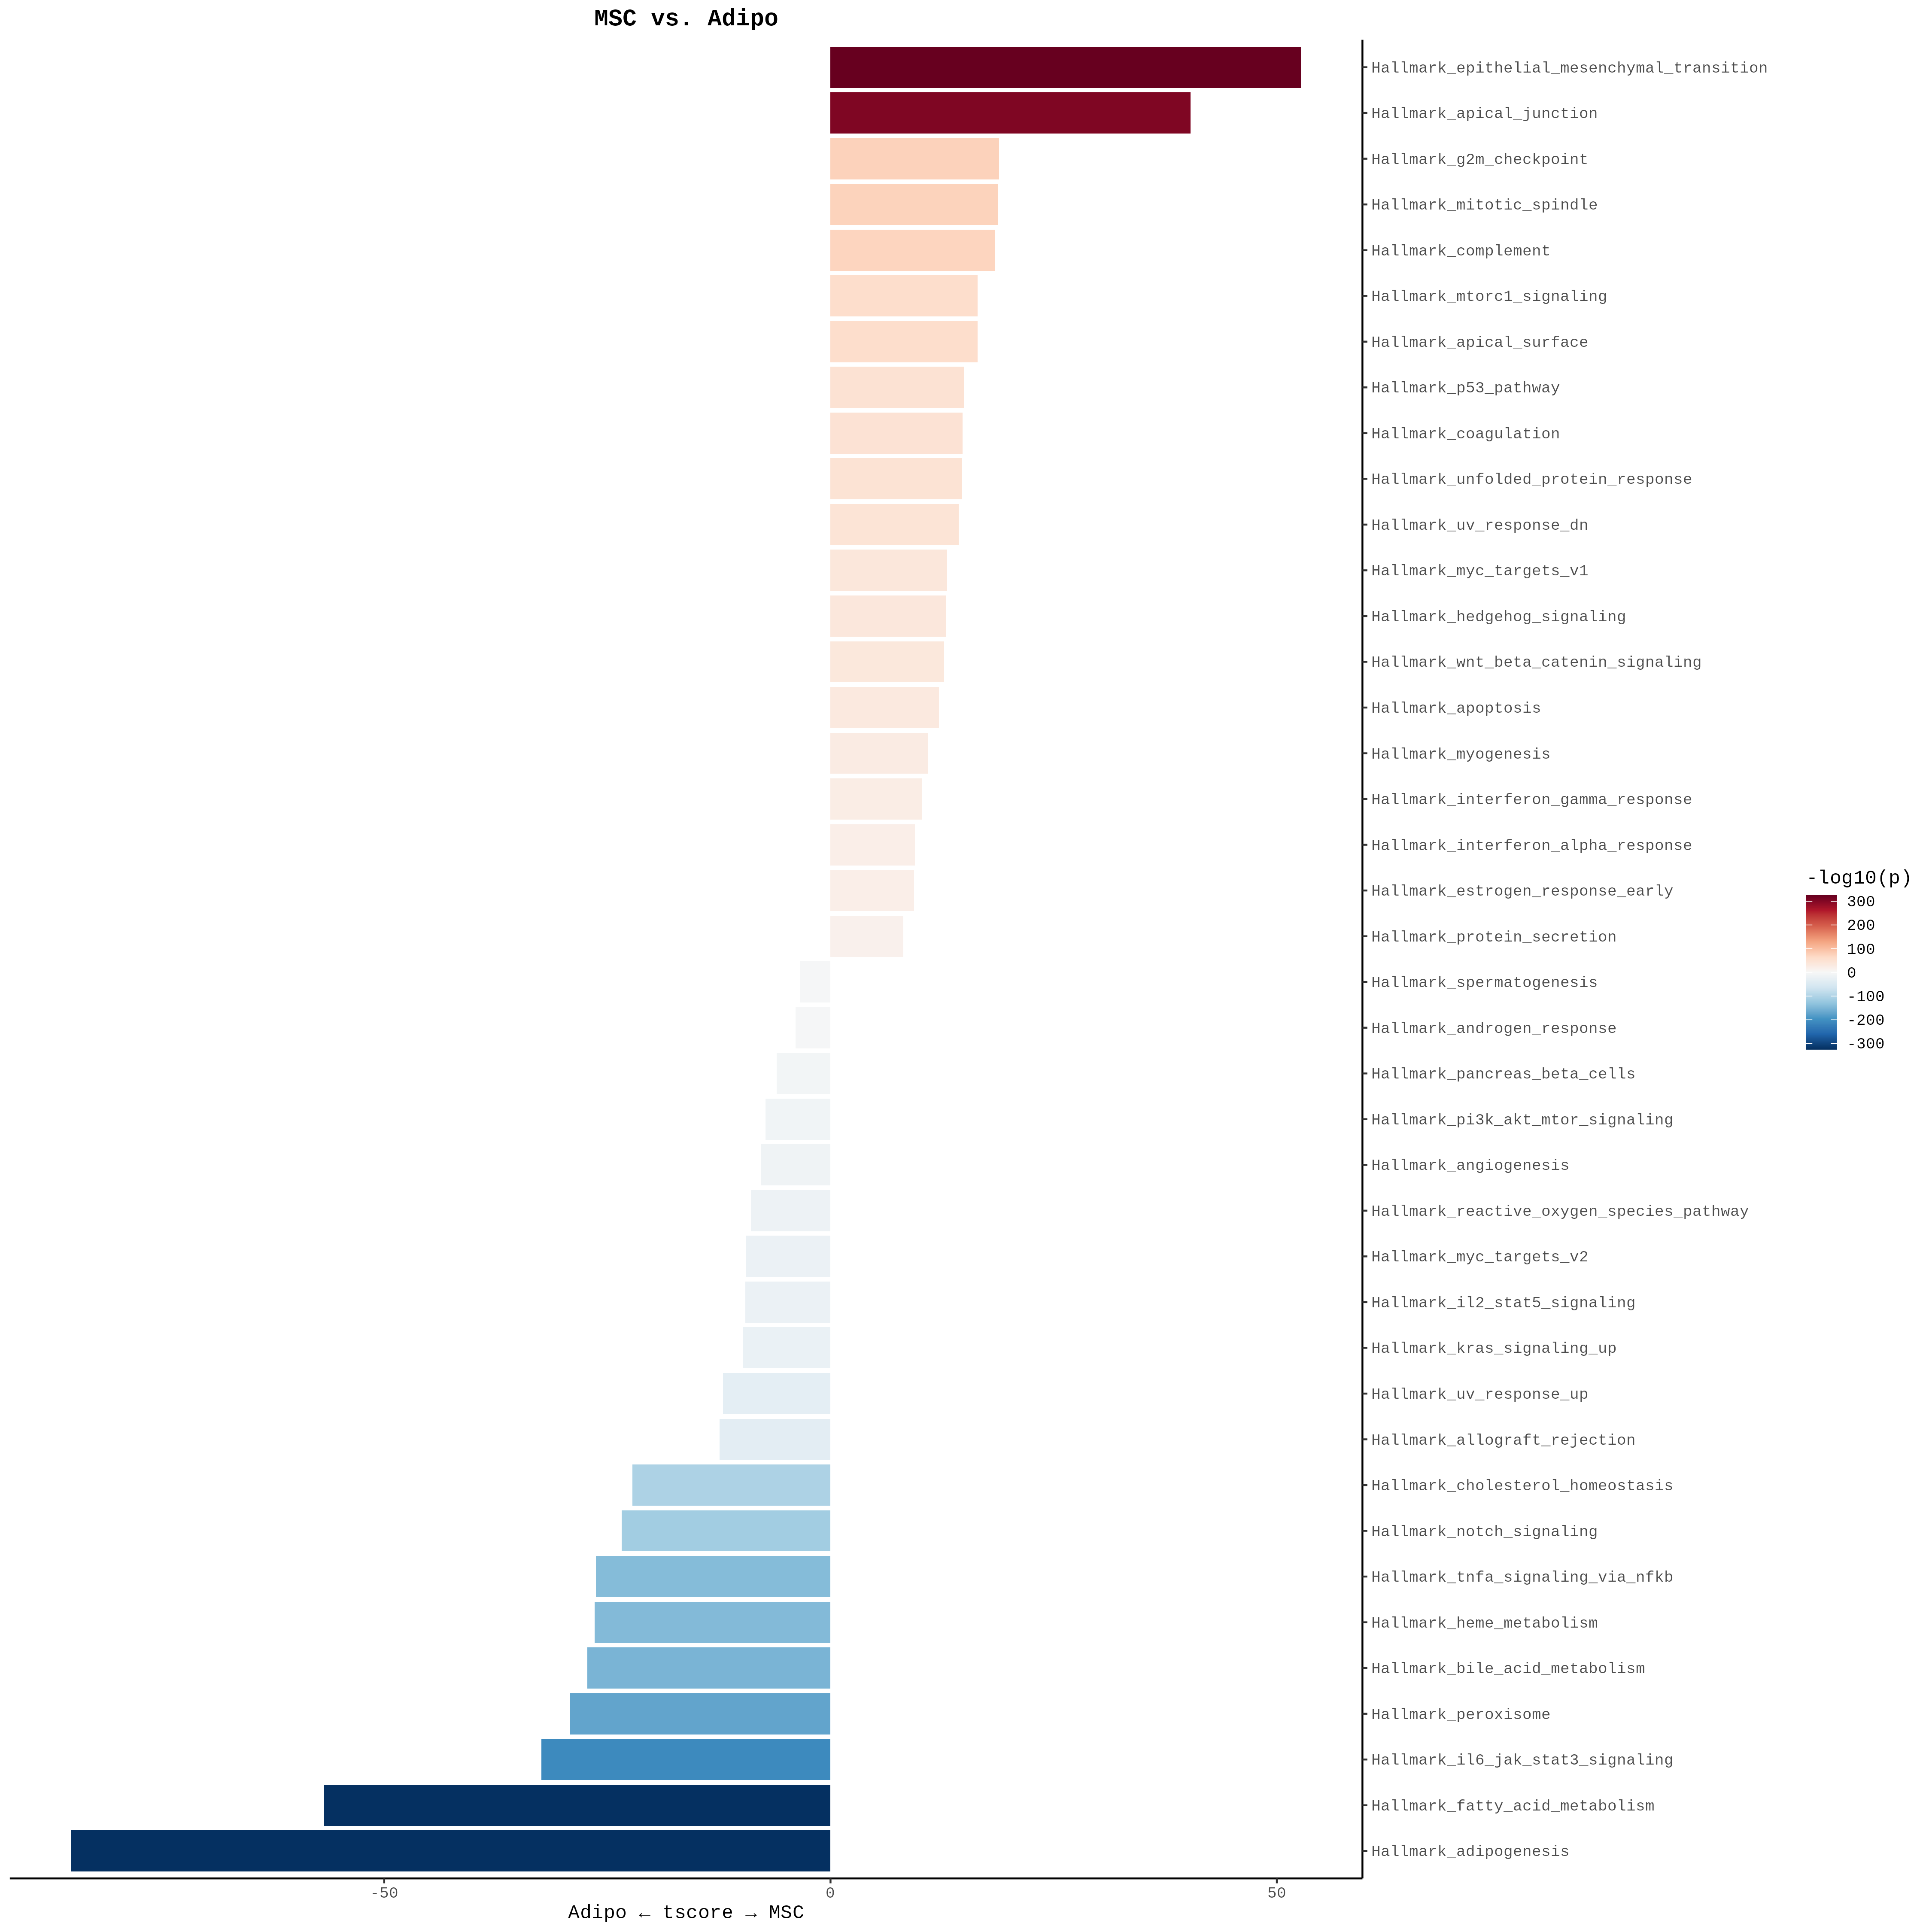 MSC vs. Adipo
Hallmark_epithelial_mesenchymal_transition
Hallmark_apical_junction
Hallmark_g2m_checkpoint
Hallmark_mitotic_spindle
Hallmark_complement
Hallmark_mtorc1_signaling
Hallmark_apical_surface
Hallmark_p53_pathway
Hallmark_coagulation
Hallmark_unfolded_protein_response
Hallmark_uv_response_dn
Hallmark_myc_targets_v1
Hallmark_hedgehog_signaling
Hallmark_wnt_beta_catenin_signaling
Hallmark_apoptosis
Hallmark_myogenesis
Hallmark_interferon_gamma_response
Hallmark_interferon_alpha_response
Hallmark_estrogen_response_early
Hallmark_protein_secretion
Hallmark_spermatogenesis
Hallmark_androgen_response
Hallmark_pancreas_beta_cells
Hallmark_pi3k_akt_mtor_signaling
Hallmark_angiogenesis
Hallmark_reactive_oxygen_species_pathway
Hallmark_myc_targets_v2
Hallmark_il2_stat5_signaling
Hallmark_kras_signaling_up
Hallmark_uv_response_up
Hallmark_allograft_rejection
Hallmark_cholesterol_homeostasis
Hallmark_notch_signaling
Hallmark_tnfa_signaling_via_nfkb
Hallmark_heme_metabolism
Hallmark_bile_acid_metabolism
Hallmark_peroxisome
Hallmark_il6_jak_stat3_signaling
Hallmark_fatty_acid_metabolism
Hallmark_adipogenesis
-50 0 50
Adipo ← tscore → MSC
-log10(p)
300
200
100
0
-100
-200
-300